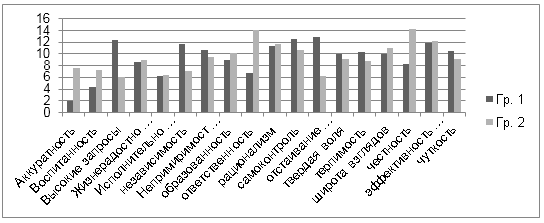 16
14
12
10
8
6
4
2
0
Аккуратность
Воспитанность
Высокие запросы
Жизнерадостно…
Исполнительно…
независимость
Непримиримост…
образованность
ответственность
рационализм
самоконтроль
отстаивание…
твердая воля
терпимость
широта взглядов
честность
эффективность…
чуткость
Гр. 1
Гр. 2